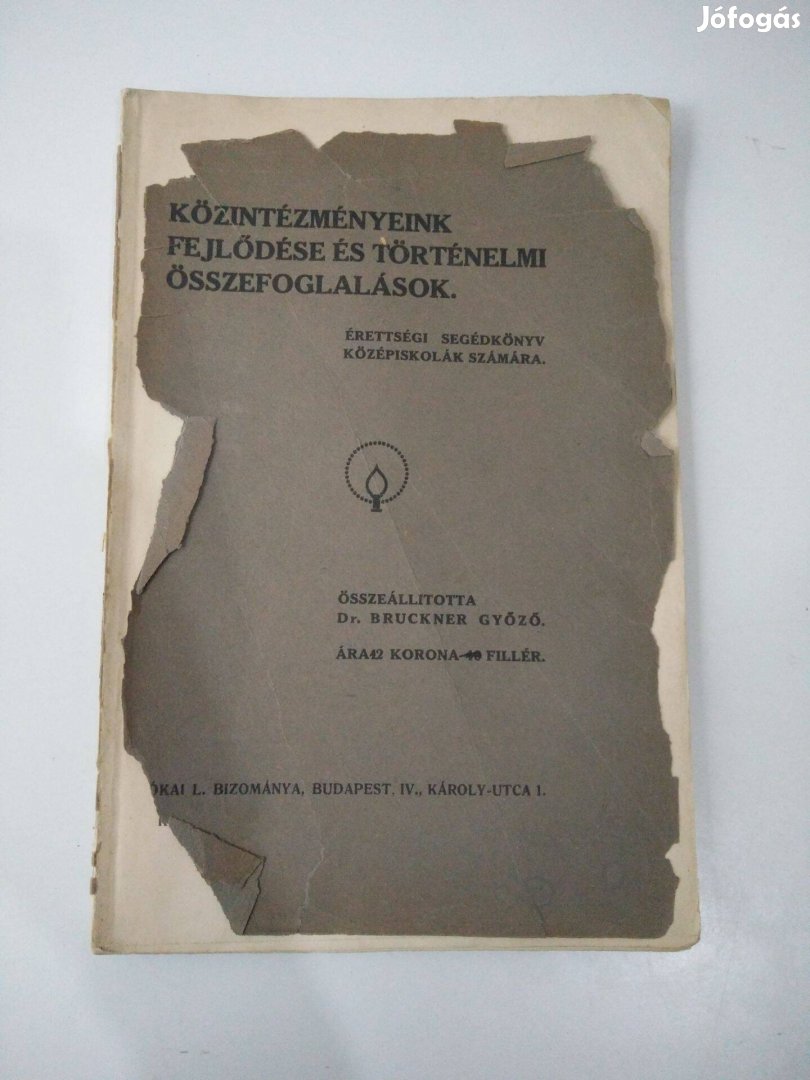 Jófogás
KÖZINTÉZMÉNYEINK
FEJLŐDÉSE ÉS TÖRTÉNELMI
ÖSSZEFOGLALÁSOK.
ÉRETTSÉGI SEGÉDKÖNYV
KÖZÉPISKOLÁK SZÁMÁRA.
ÖSSZEÁLLITOTTA
Dr. BRUCKNER GYŐZŐ.
ÁRA 12 KORONA FILLÉR.
ÓKAI L. BIZOMÁNYA, BUDAPEST, IV., KÁROLY-UTCA 1.